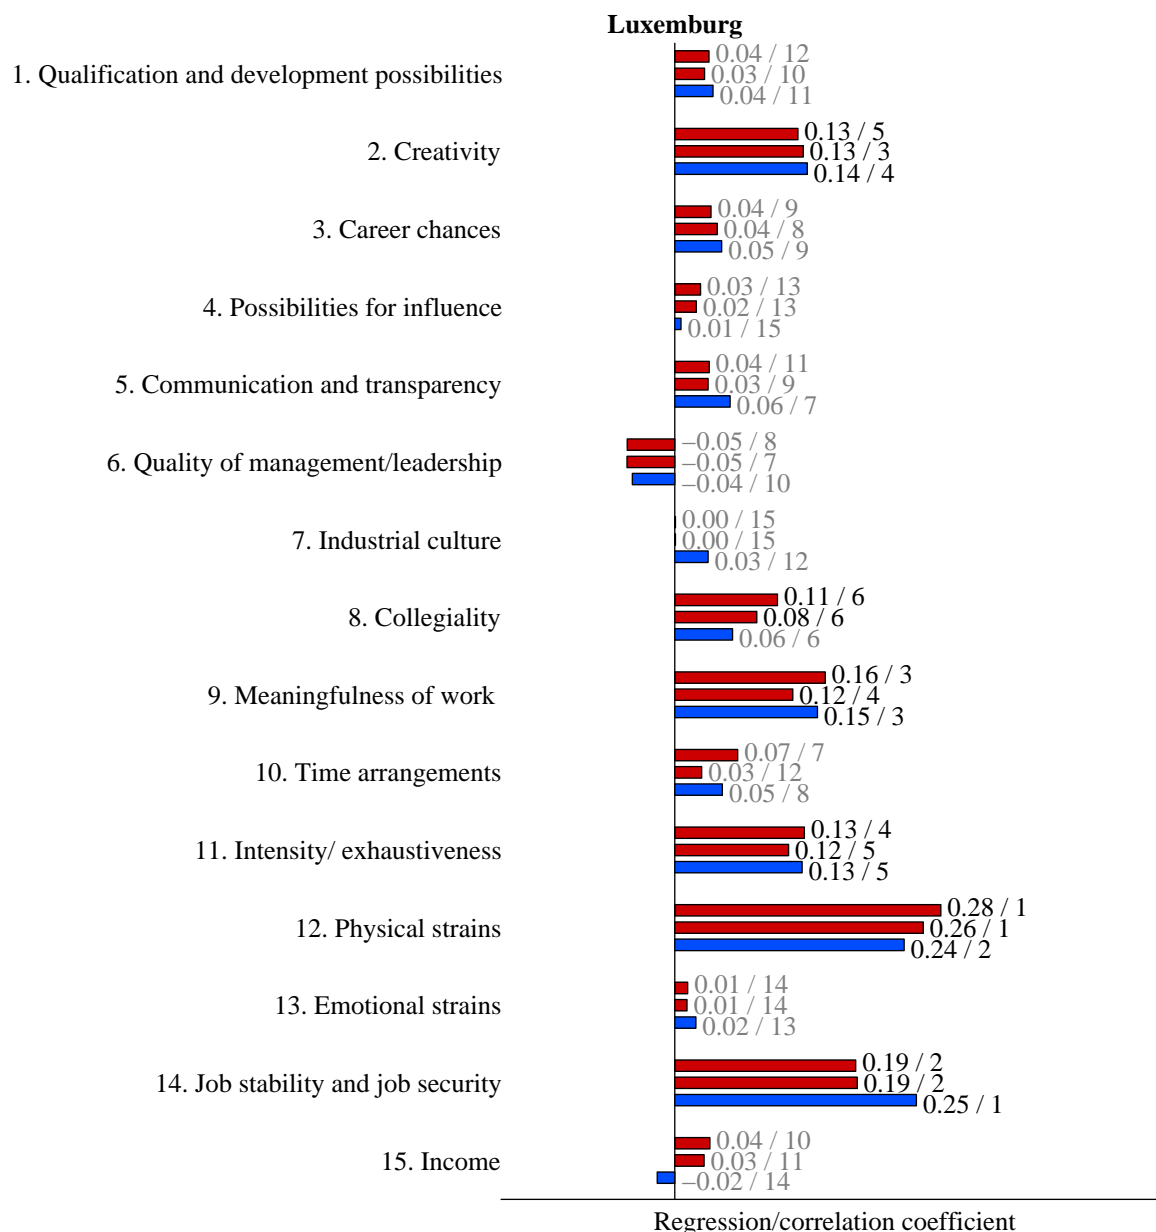 Luxemburg
1. Qualification and development possibilities
0.04 / 12
0.03 / 10
0.04 / 11
2. Creativity
0.13 / 5
0.13 / 3
0.14 / 4
3. Career chances
0.04 / 9
0.04 / 8
0.05 / 9
4. Possibilities for influence
0.03 / 13
0.02 / 13
0.01 / 15
5. Communication and transparency
0.04 / 11
0.03 / 9
0.06 / 7
6. Quality of management/leadership
–0.05 / 8
–0.05 / 7
–0.04 / 10
7. Industrial culture
0.00 / 15
0.00 / 15
0.03 / 12
8. Collegiality
0.11 / 6
0.08 / 6
0.06 / 6
9. Meaningfulness of work
0.16 / 3
0.12 / 4
0.15 / 3
10. Time arrangements
0.07 / 7
0.03 / 12
0.05 / 8
11. Intensity/ exhaustiveness
0.13 / 4
0.12 / 5
0.13 / 5
12. Physical strains
0.28 / 1
0.26 / 1
0.24 / 2
13. Emotional strains
0.01 / 14
0.01 / 14
0.02 / 13
14. Job stability and job security
0.19 / 2
0.19 / 2
0.25 / 1
15. Income
0.04 / 10
0.03 / 11
–0.02 / 14
Regression/correlation coefficient